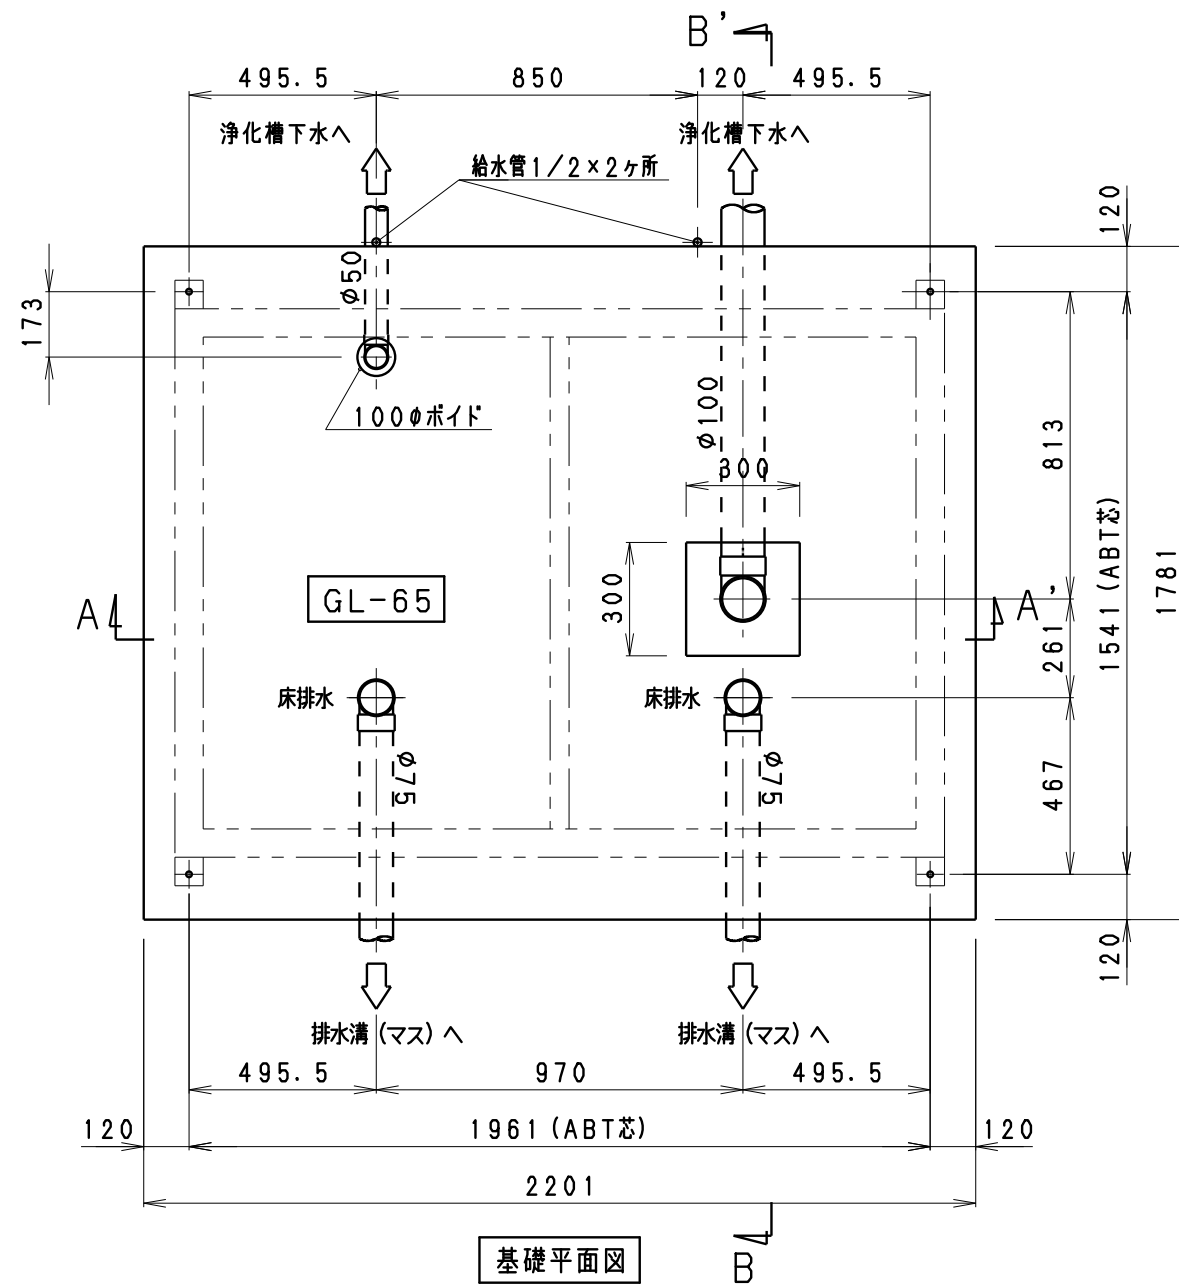 B'
495.5
850
120
495.5
浄化槽下水へ
浄化槽下水へ
給水管1/2×2ヶ所
120
φ50
173
100φボイド
φ100
813
300
300
1541(ABT芯)
1781
GL-65
A
A'
261
床排水
床排水
φ75
φ75
467
120
排水溝(マス)へ
排水溝(マス)へ
495.5
970
495.5
120
1961(ABT芯)
120
2201
基礎平面図
B